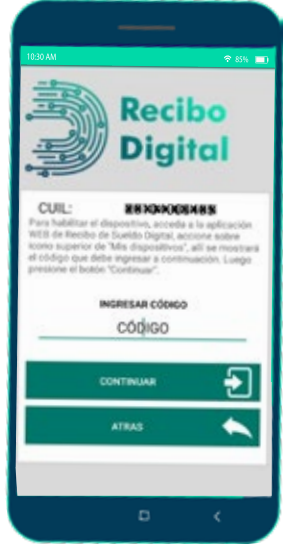 10:30 AM
85%
Recibo
Digital
CUIL:
Para habilitar el dispositivo, acceda a la aplicación
WEB de Recibo de Sueldo Digital, accione sobre
icono superior de "Mis dispositivos", allí se mostrará
el código que debe ingresar a continuación. Luego
presione el botón "Continuar".
INGRESAR CÓDIGO
CÓDIGO
CONTINUAR
ATRAS